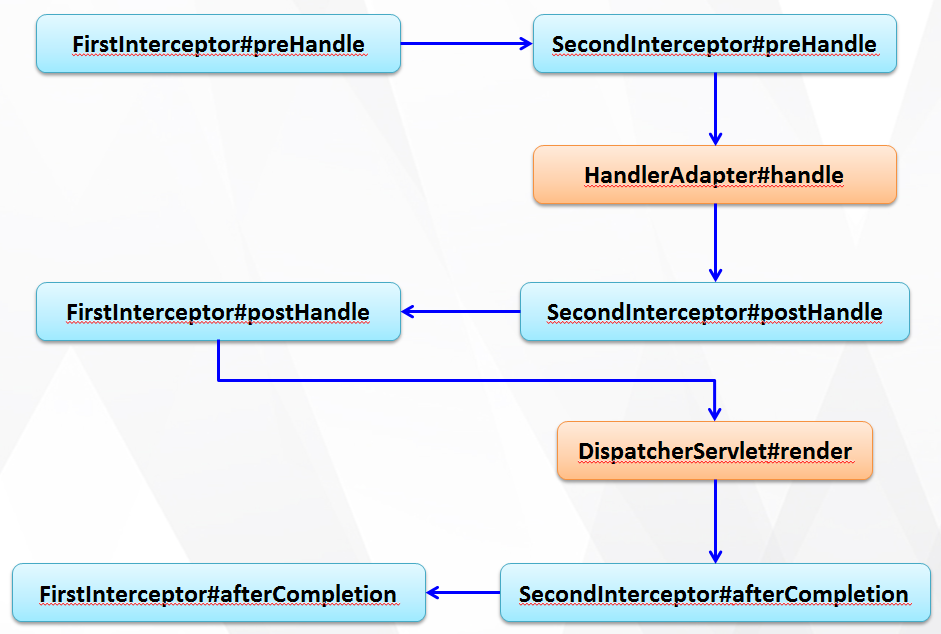 FirstInterceptor#preHandle
SecondInterceptor#preHandle
HandlerAdapter#handle
FirstInterceptor#postHandle
SecondInterceptor#postHandle
DispatcherServlet#render
FirstInterceptor#afterCompletion
SecondInterceptor#afterCompletion